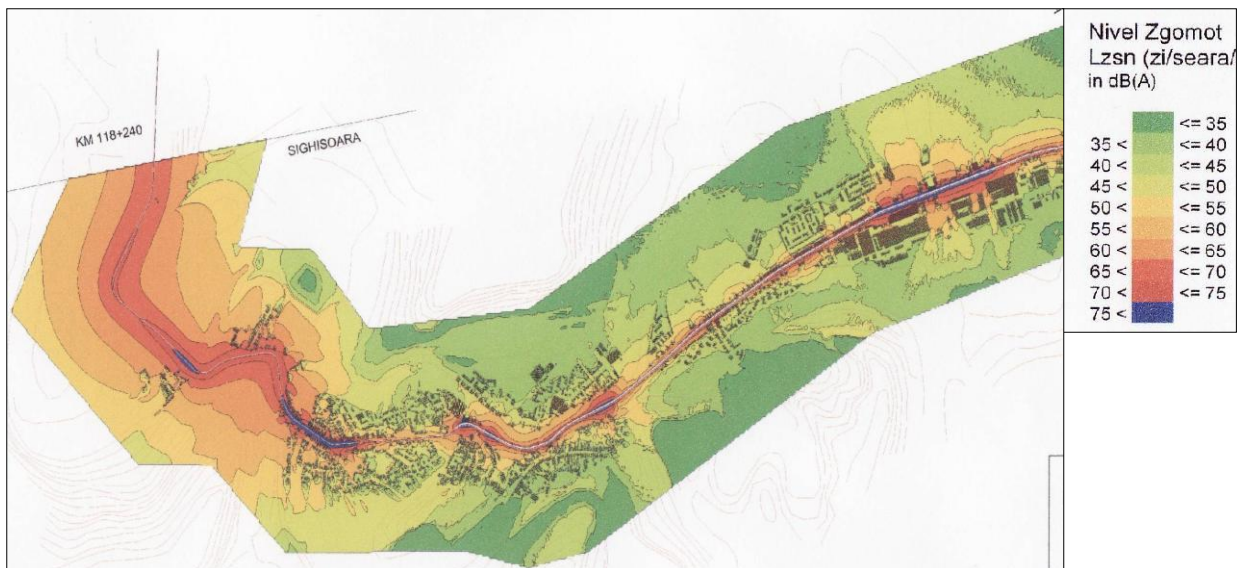 KM 118+240
SIGHISOARA
Nivel Zgomot
Lzsn (zi/seara/
in dB(A)
<= 35
35 < <= 40
40 < <= 45
45 < <= 50
50 < <= 55
55 < <= 60
60 < <= 65
65 < <= 70
70 < <= 75
75 <